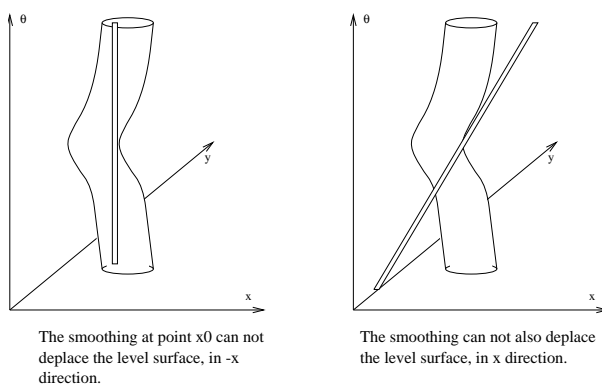 θ
y
x
The smoothing at point x0 can not
deplace the level surface, in -x
direction.
θ
y
x
The smoothing can not also deplace
the level surface, in x direction.